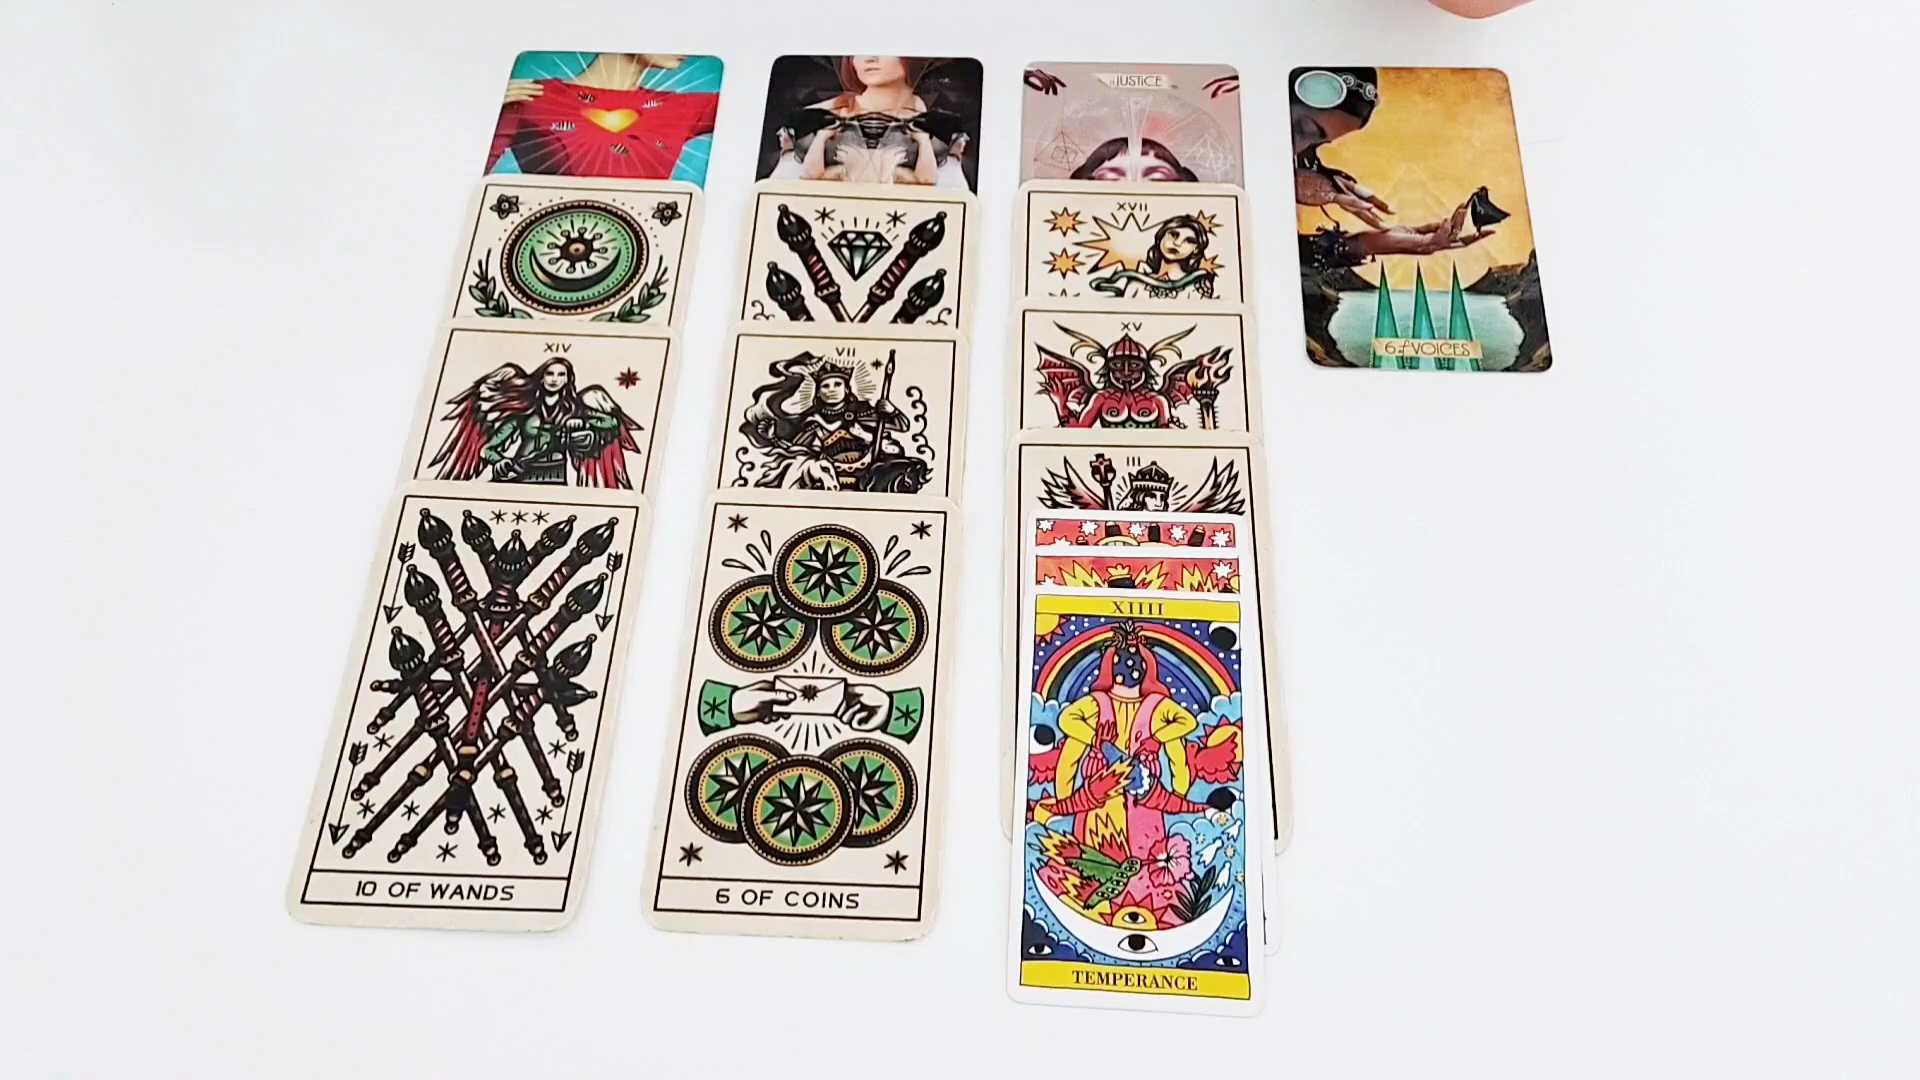 JUSTICE
6 of VOICES
XVII
XIV
VII
XV
III
XIIII
10 OF WANDS
6 OF COINS
TEMPERANCE